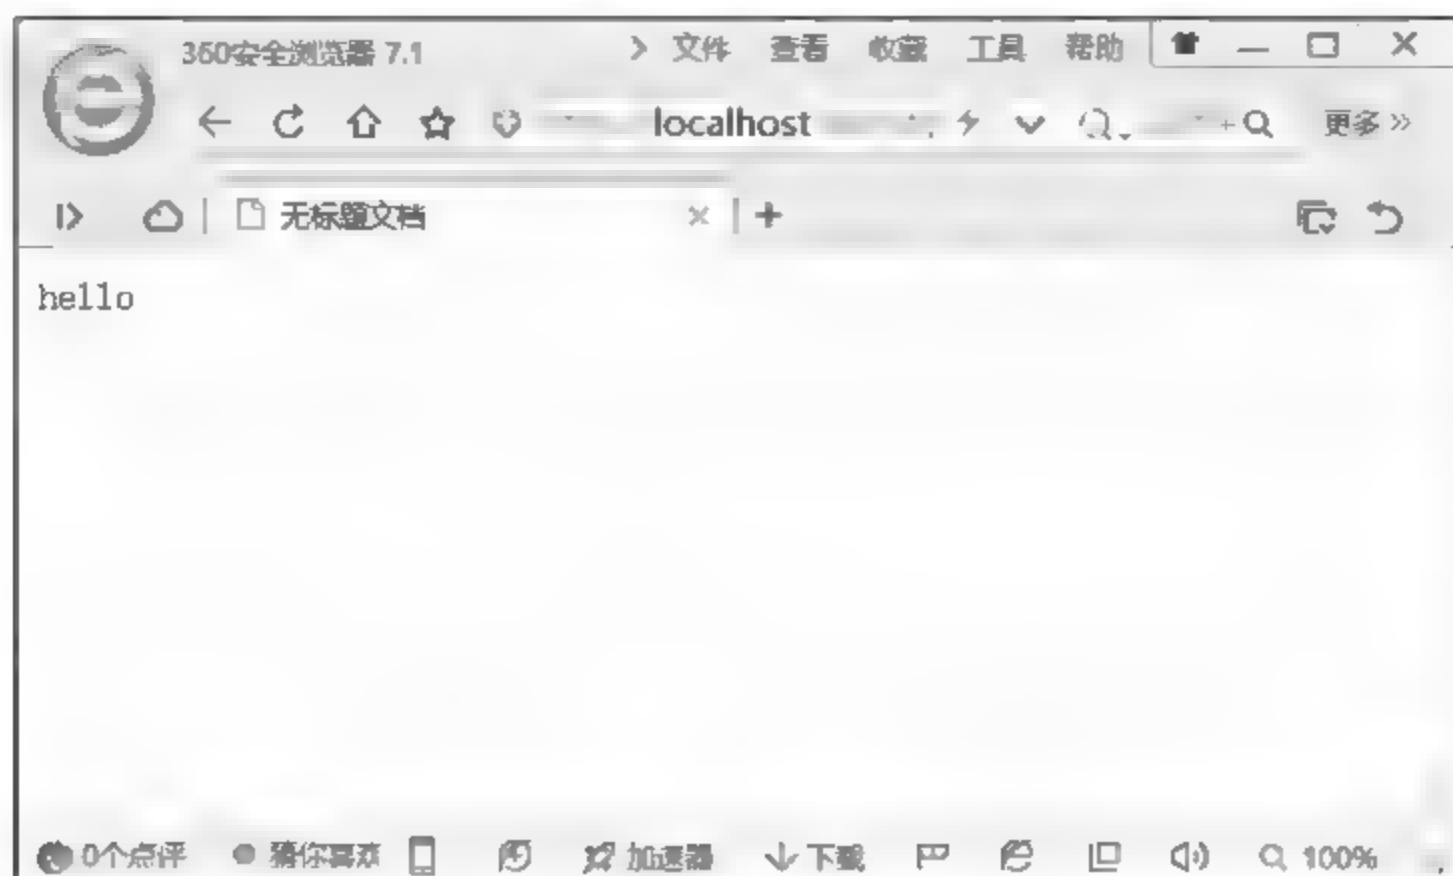 360安全浏览器 7.1 文件 查看 收藏 工具 帮助
localhost 更多
无标题文档
hello
0个点评 猜你喜欢 加速器 下载 100%